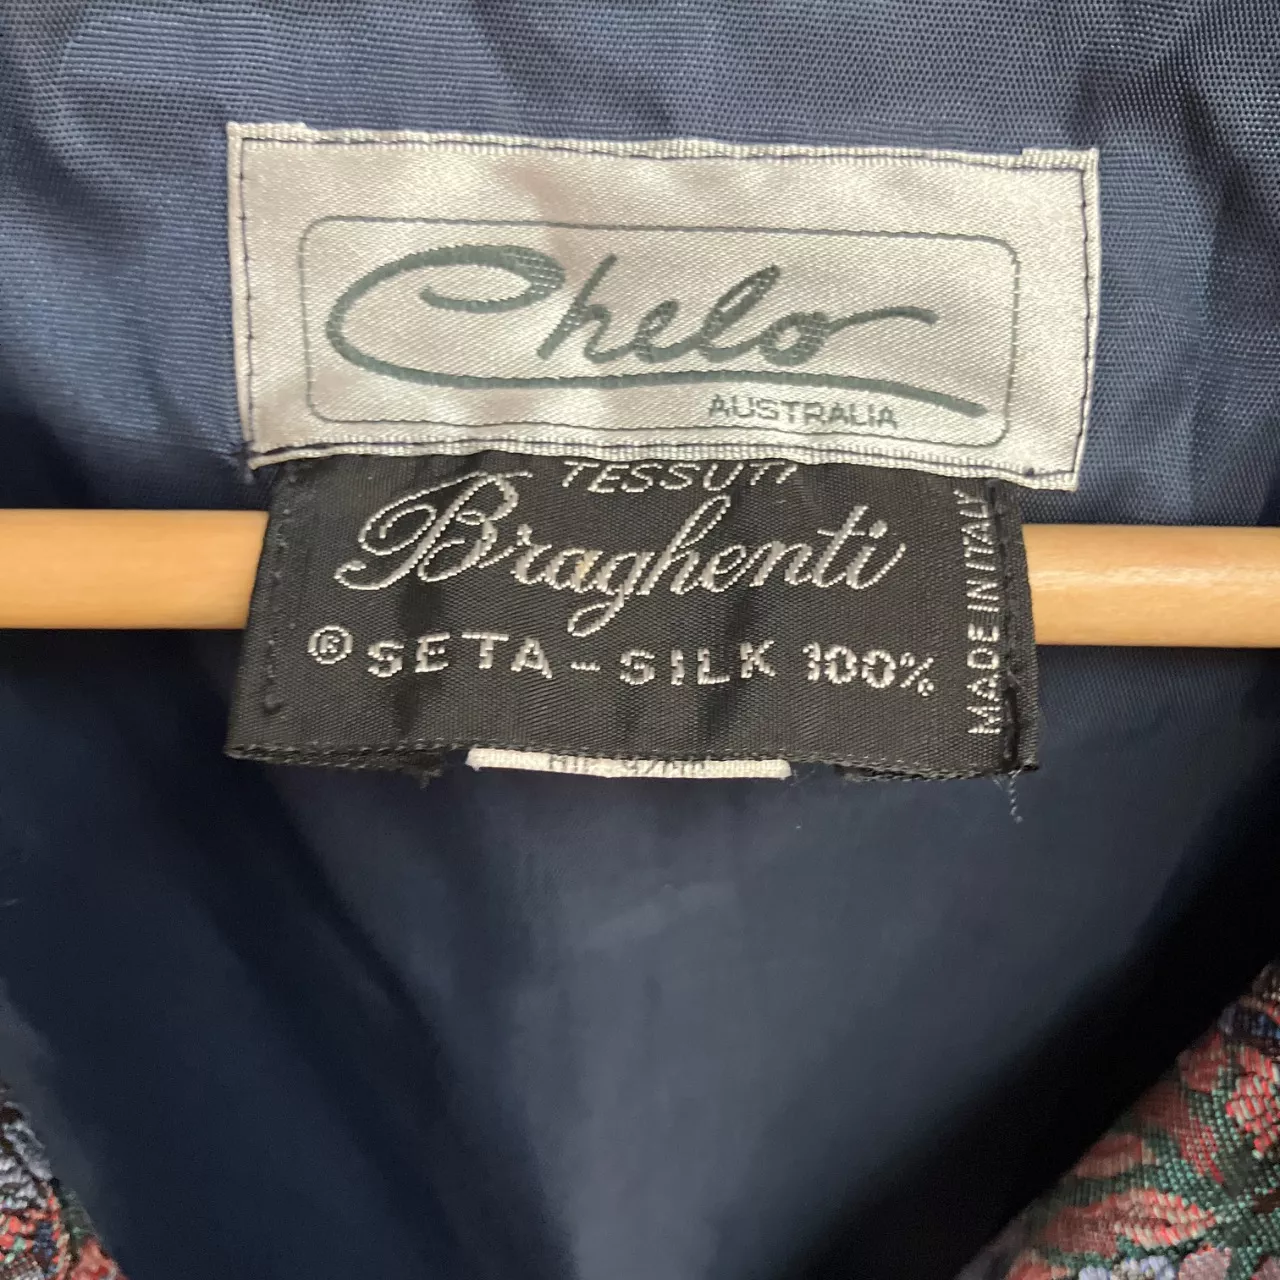 Chelo
AUSTRALIA
TESSUTI
Braghenti
® SETA - SILK 100%
MADE IN ITALY